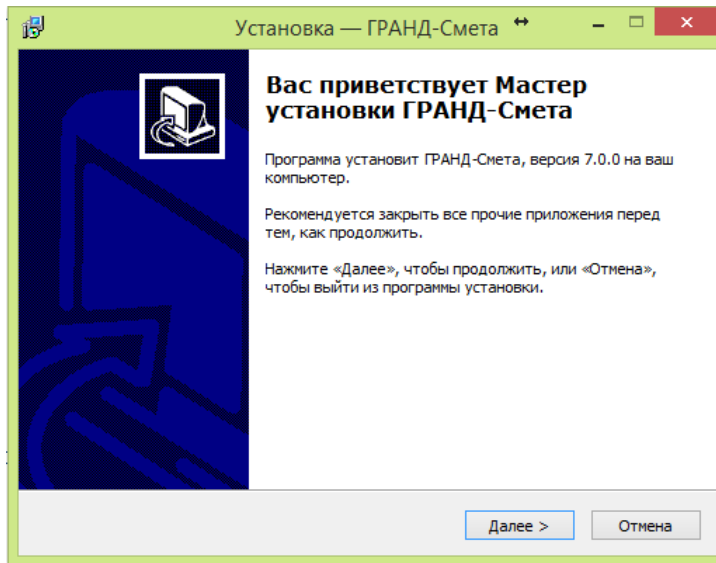 Установка — ГРАНД-Смета
Вас приветствует Мастер
установки ГРАНД-Смета
Программа установит ГРАНД-Смета, версия 7.0.0 на ваш
компьютер.
Рекомендуется закрыть все прочие приложения перед
тем, как продолжить.
Нажмите «Далее», чтобы продолжить, или «Отмена»,
чтобы выйти из программы установки.
Далее >
Отмена